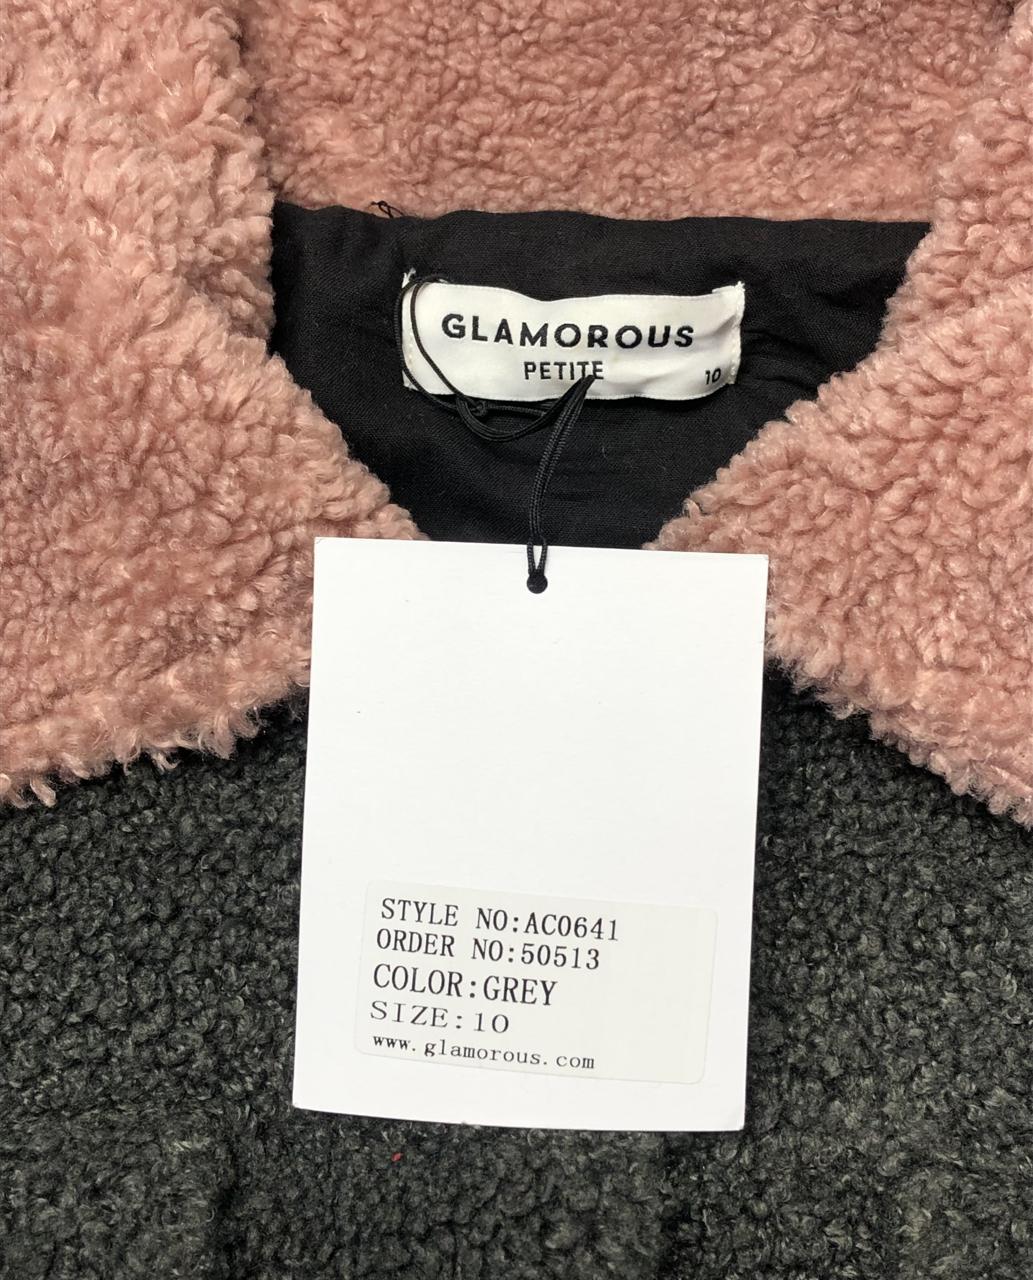 GLAMOROUS
PETITE
10
STYLE NO:AC0641
ORDER NO:50513
COLOR:GREY
SIZE:10
www.glamorous.com